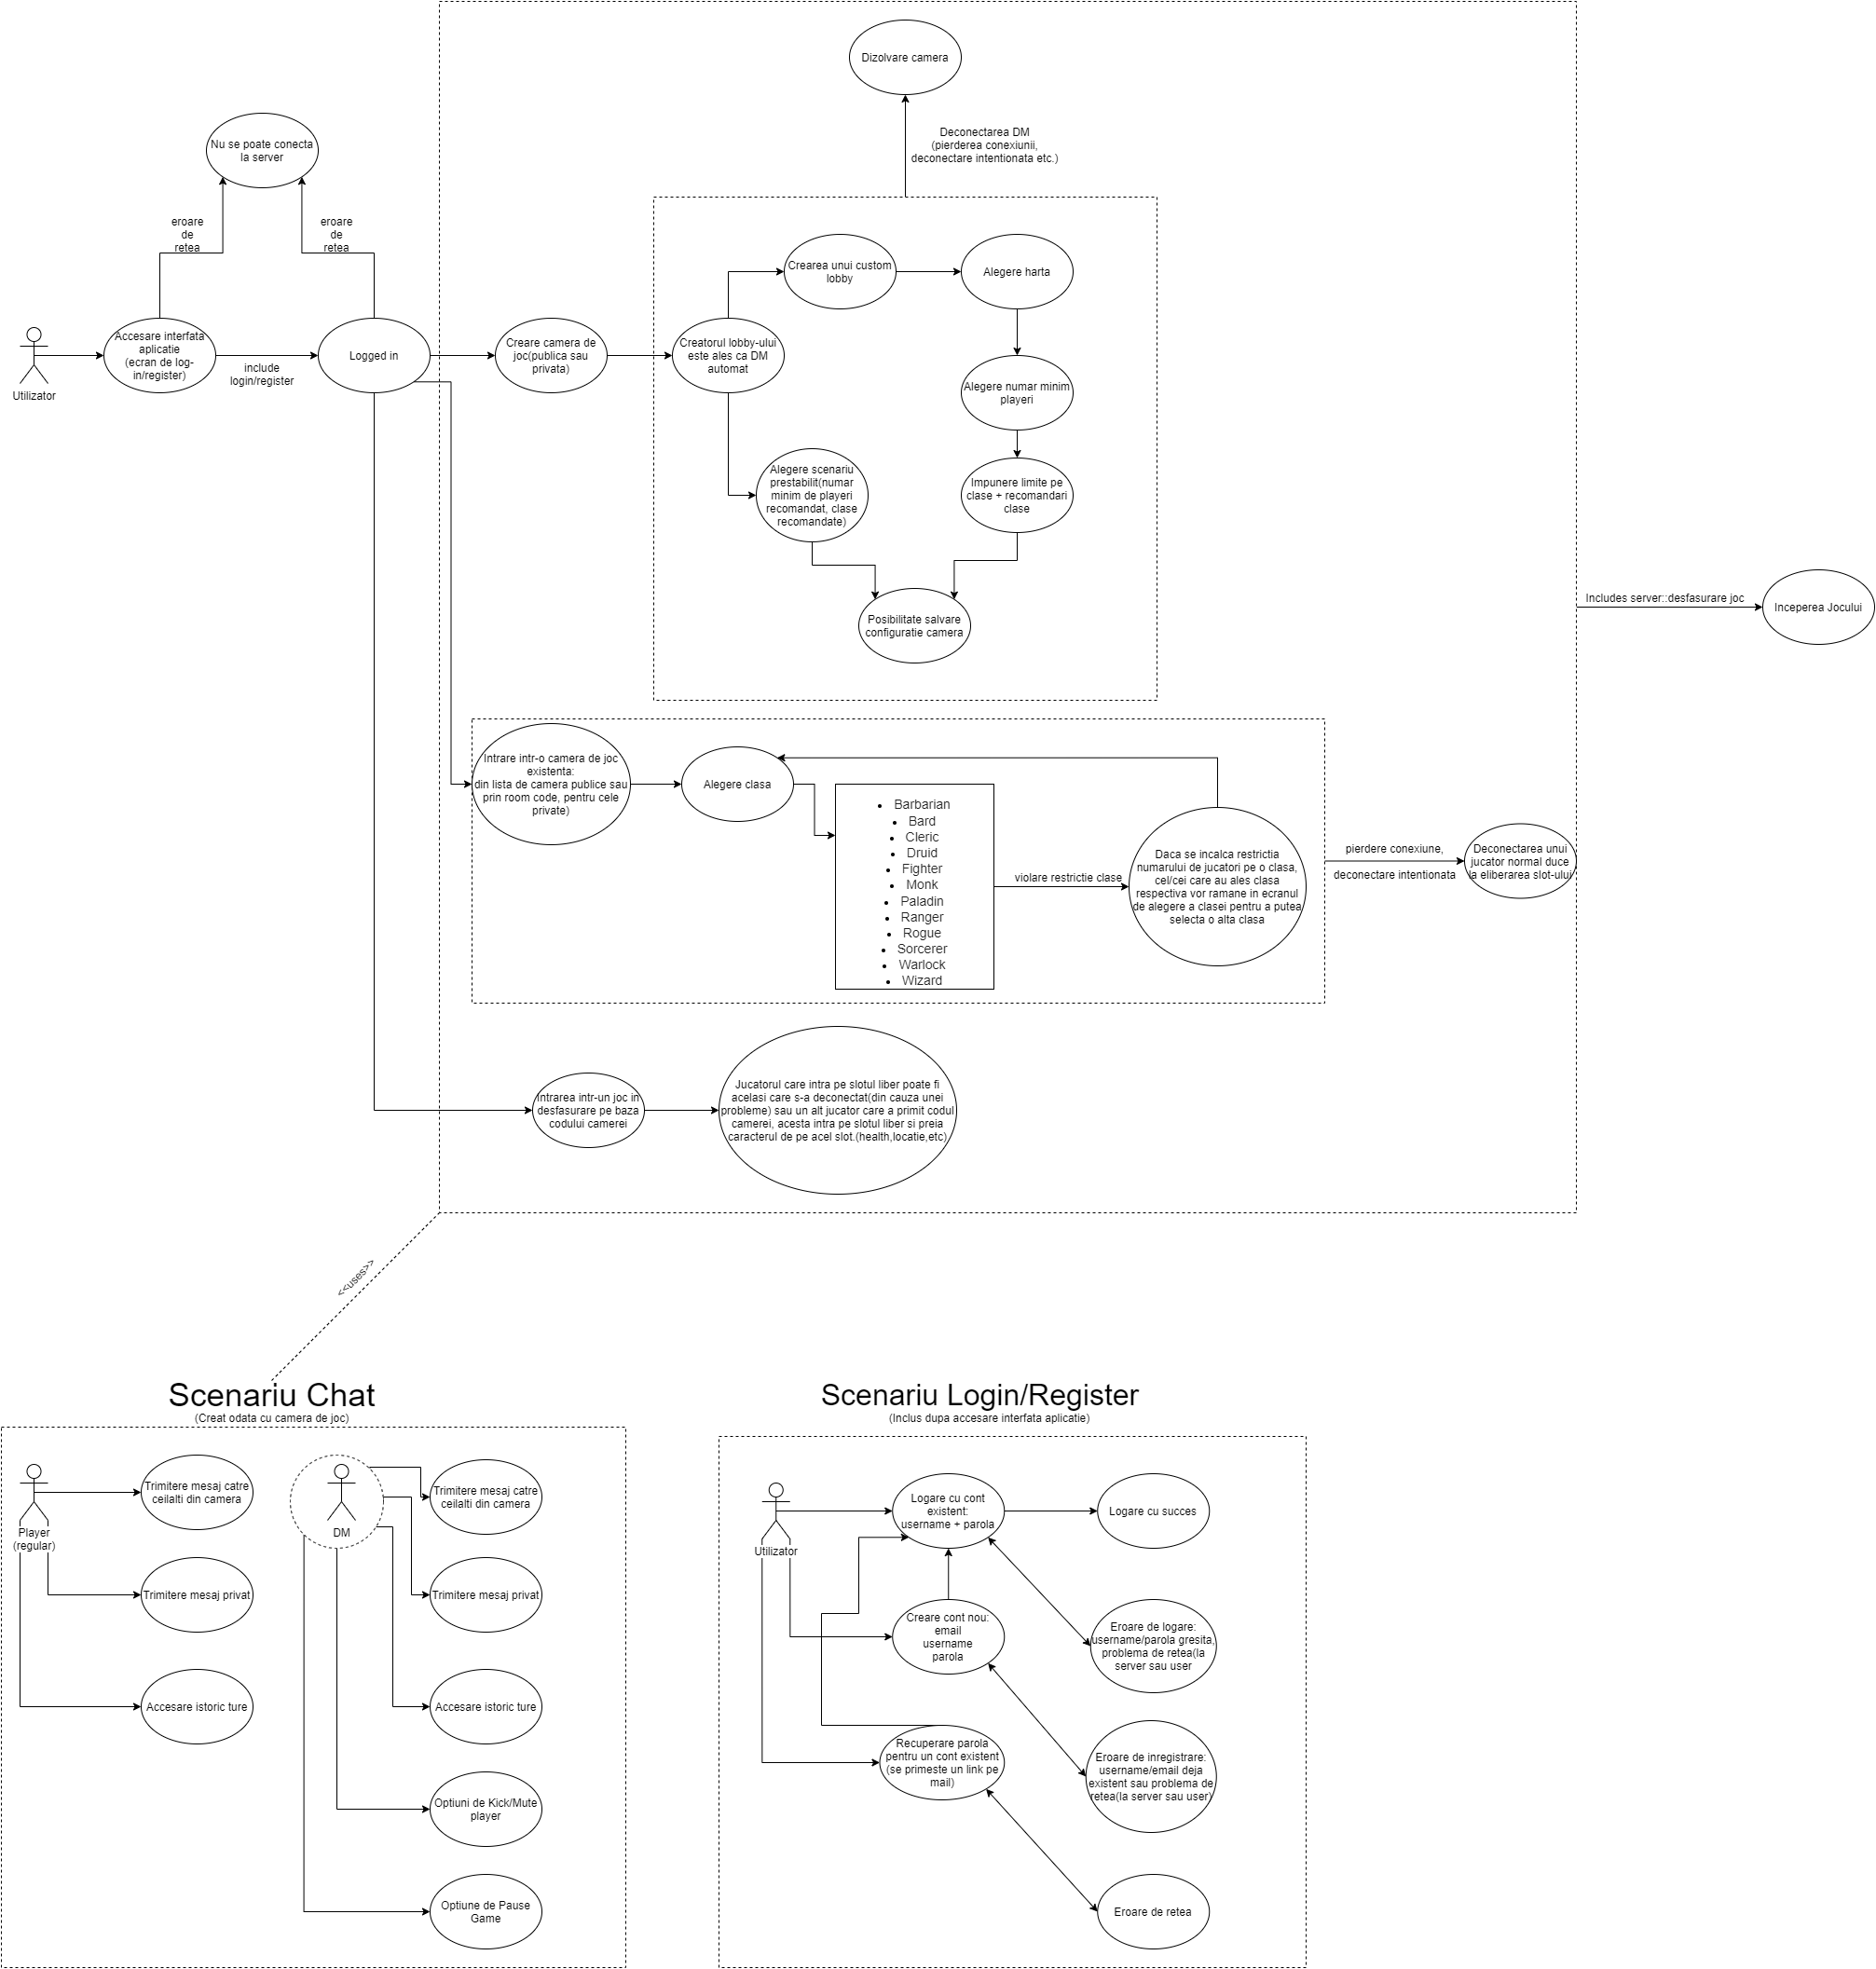 Dizolvare camera
Deconectarea DM
(pierderea conexiunii,
deconectare intentionata etc.)
Nu se poate conecta
la server
eroare
de
retea
eroare
de
retea
Utilizator
Accesare interfata
aplicatie
(ecran de log-
in/register)
include
login/register
Logged in
Creare camera de
joc(publica sau
privata)
Creatorul lobby-ului
este ales ca DM
automat
Crearea unui custom
lobby
Alegere harta
Alegere numar minim
playeri
Alegere scenariu
prestabilit(numar
minim de playeri
recomandat, clase
recomandate)
Impunere limite pe
clase + recomandari
clase
Posibilitate salvare
configuratie camera
Includes server::desfasurare joc
Inceperea Jocului
Intrare intr-o camera de joc
existenta:
din lista de camera publice sau
prin room code, pentru cele
private)
Alegere clasa
• Barbarian
• Bard
• Cleric
• Druid
• Fighter
• Monk
• Paladin
• Ranger
• Rogue
• Sorcerer
• Warlock
• Wizard
violare restrictie clase
Daca se incalca restrictia
numarului de jucatori pe o clasa,
cel/cei care au ales clasa
respectiva vor ramane in ecranul
de alegere a clasei pentru a putea
selecta o alta clasa
pierdere conexiune,
deconectare intentionata
Deconectarea unui
jucator normal duce
la eliberarea slot-ului
Intrarea intr-un joc in
desfasurare pe baza
codului camerei
Jucatorul care intra pe slotul liber poate fi
acelasi care s-a deconectat(din cauza unei
probleme) sau un alt jucator care a primit codul
camerei, acesta intra pe slotul liber si preia
caracterul de pe acel slot.(health,locatie,etc)
<<uses>>
Scenariu Chat
(Creat odata cu camera de joc)
Player
(regular)
Trimitere mesaj catre
ceilalti din camera
Trimitere mesaj privat
Accesare istoric ture
DM
Trimitere mesaj catre
ceilalti din camera
Trimitere mesaj privat
Accesare istoric ture
Optiuni de Kick/Mute
player
Optiune de Pause
Game
Scenariu Login/Register
(Inclus dupa accesare interfata aplicatie)
Utilizator
Logare cu cont
existent:
username + parola
Logare cu succes
Creare cont nou:
email
username
parola
Eroare de logare:
username/parola gresita,
problema de retea(la
server sau user
Recuperare parola
pentru un cont existent
(se primeste un link pe
mail)
Eroare de inregistrare:
username/email deja
existent sau problema de
retea(la server sau user)
Eroare de retea